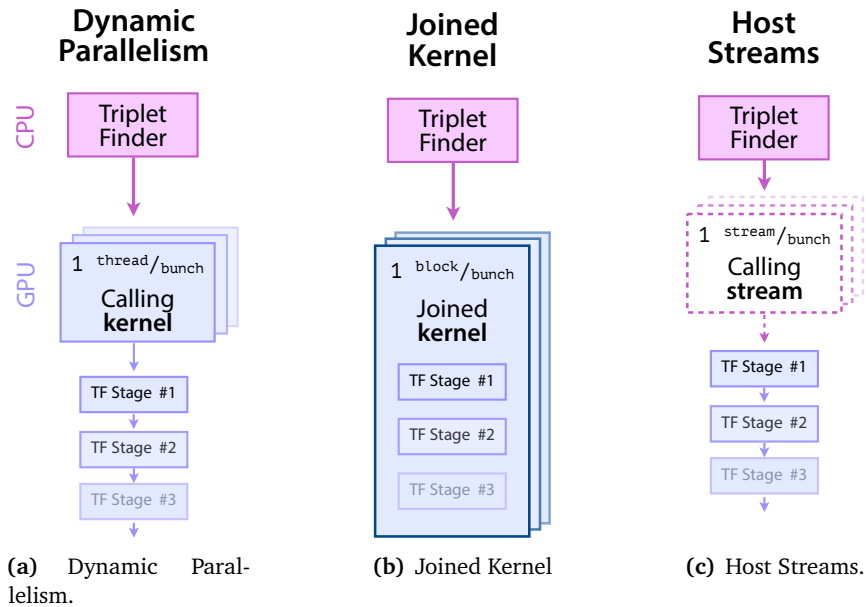 Dynamic
Parallelism
CPU
GPU
Triplet
Finder
1 thread/bunch
Calling
kernel
TF Stage #1
TF Stage #2
TF Stage #3
(a) Dynamic Paral-
lelism.
Joined
Kernel
Triplet
Finder
1 block/bunch
Joined
kernel
TF Stage #1
TF Stage #2
TF Stage #3
(b) Joined Kernel
Host
Streams
Triplet
Finder
1 stream/bunch
Calling
stream
TF Stage #1
TF Stage #2
TF Stage #3
(c) Host Streams.